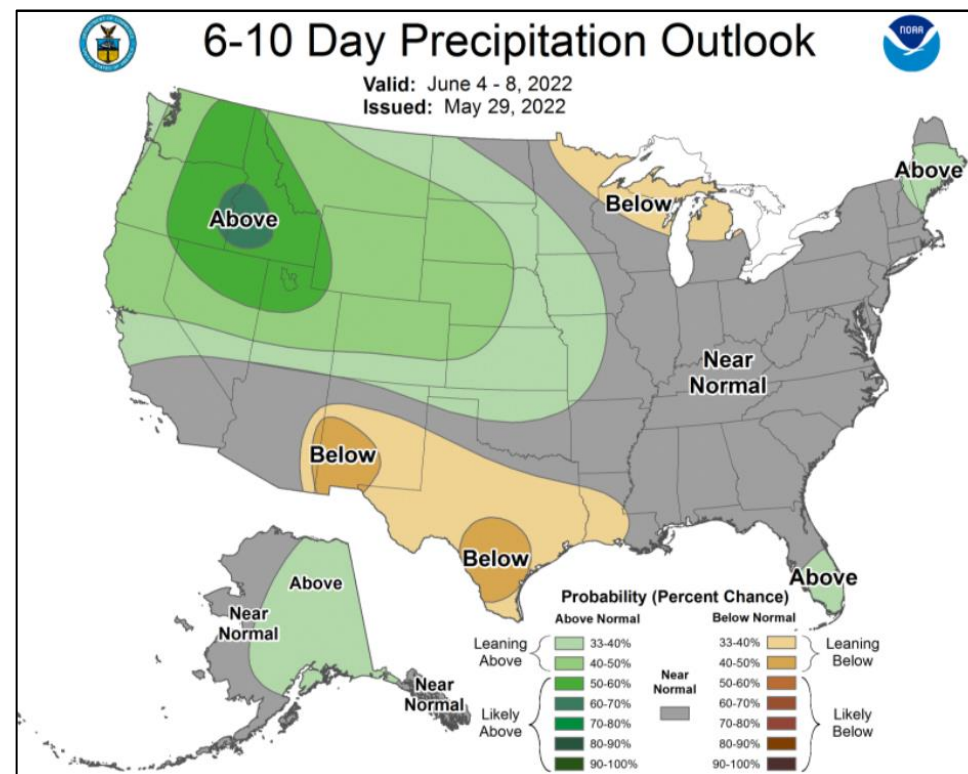 6-10 Day Precipitation Outlook
NOAA
Valid: June 4 - 8, 2022
Issued: May 29, 2022
Above
Below
Above
Near
Normal
Below
Below
Above
Above
Near
Normal
Near
Normal
Probability (Percent Chance)
Above Normal
Below Normal
Leaning
Above
33-40%
40-50%
50-60%
60-70%
70-80%
80-90%
90-100%
Likely
Above
Near
Normal
33-40%
40-50%
50-60%
60-70%
70-80%
80-90%
90-100%
Leaning
Below
Likely
Below